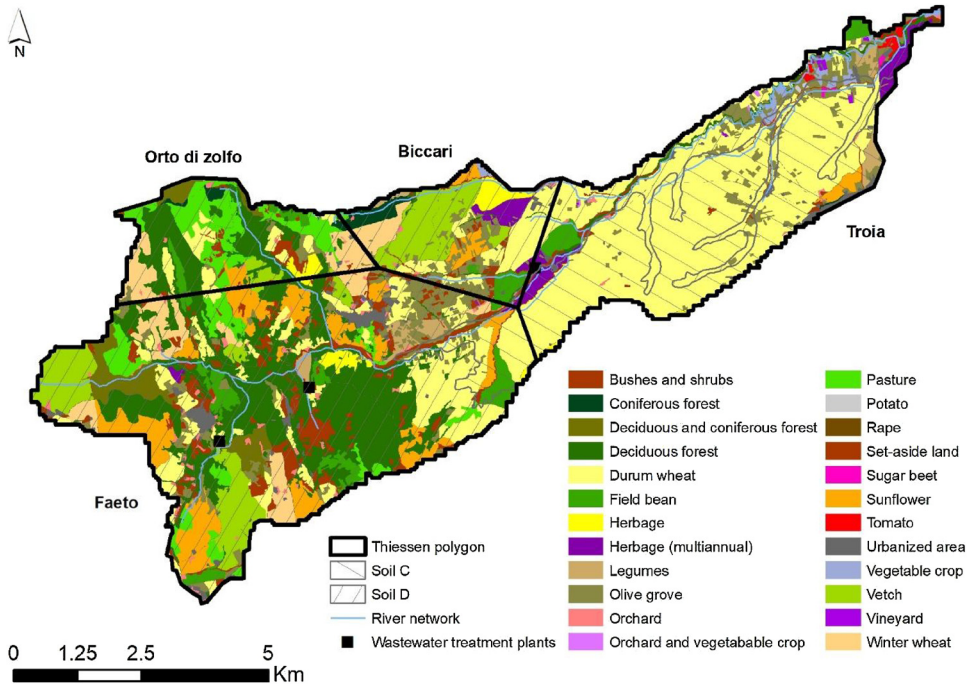 N
Orto di zolfo
Biccari
Troia
Faeto
Thiessen polygon
Soil C
Soil D
River network
Wastewater treatment plants
Bushes and shrubs
Coniferous forest
Deciduous and coniferous forest
Deciduous forest
Durum wheat
Field bean
Herbage
Herbage (multiannual)
Legumes
Olive grove
Orchard
Orchard and vegetabable crop
Pasture
Potato
Rape
Set-aside land
Sugar beet
Sunflower
Tomato
Urbanized area
Vegetable crop
Vetch
Vineyard
Winter wheat
0 1.25 2.5 5
Km